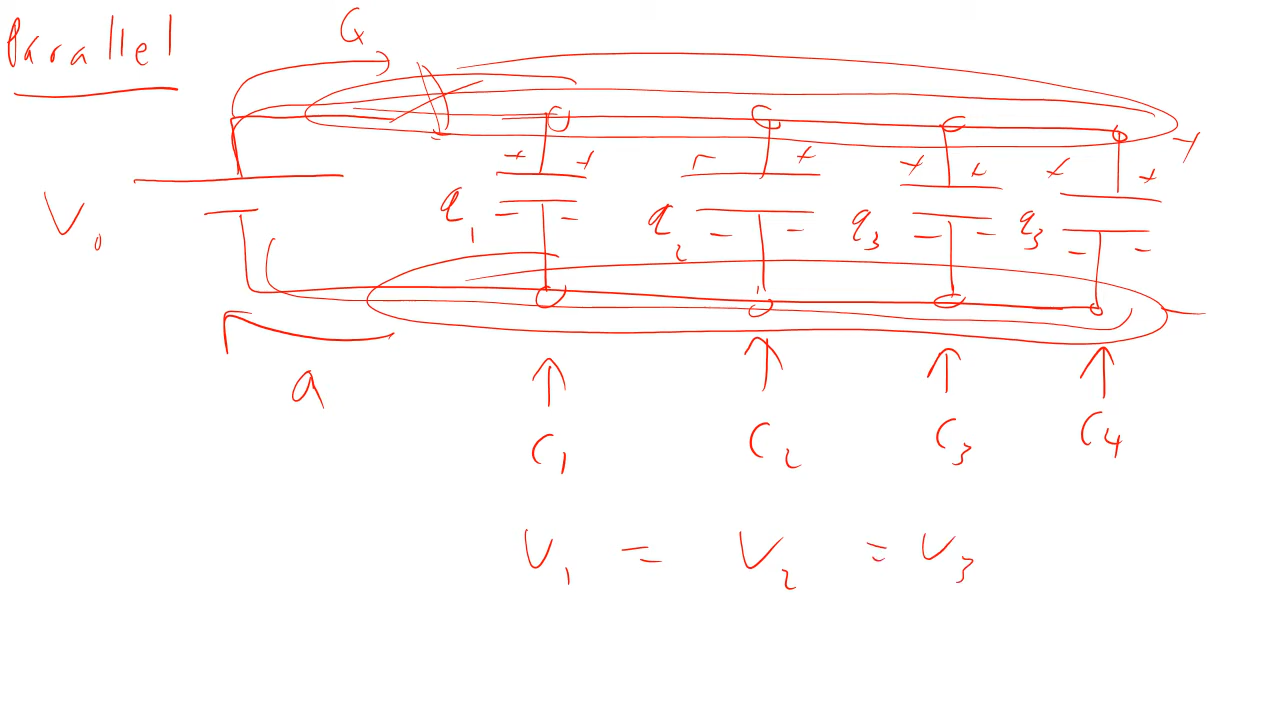 Parallel
Q
+ + - + + + + + +
V₀ q₁ q₂ q₃ q₃
- - - - - - - -
-
a
C₁ C₂ C₃ C₄
V₁ = V₂ = V₃